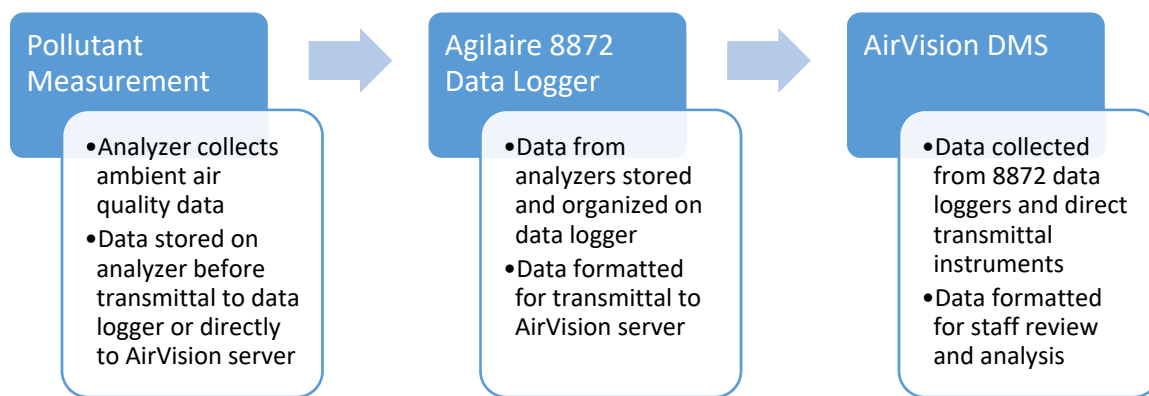 Pollutant
Measurement
•Analyzer collects
ambient air
quality data
•Data stored on
analyzer before
transmittal to data
logger or directly
to AirVision server
Agilaire 8872
Data Logger
•Data from
analyzers stored
and organized on
data logger
•Data formatted
for transmittal to
AirVision server
AirVision DMS
•Data collected
from 8872 data
loggers and direct
transmittal
instruments
•Data formatted
for staff review
and analysis